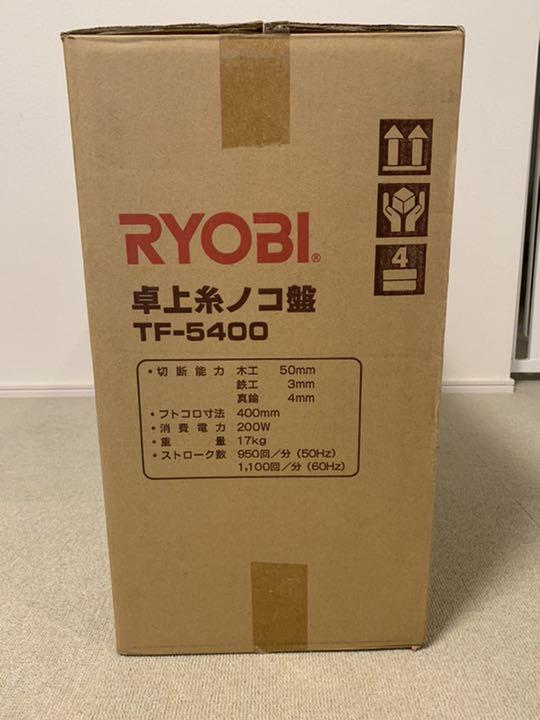 RYOBI®
卓上糸ノコ盤
TF-5400
・切断能力 木工 50mm
鉄工 3mm
真鍮 4mm
・フトコロ寸法 400mm
・消費電力 200W
・重量 17kg
・ストローク数 950回/分(50Hz)
1,100回/分(60Hz)
4